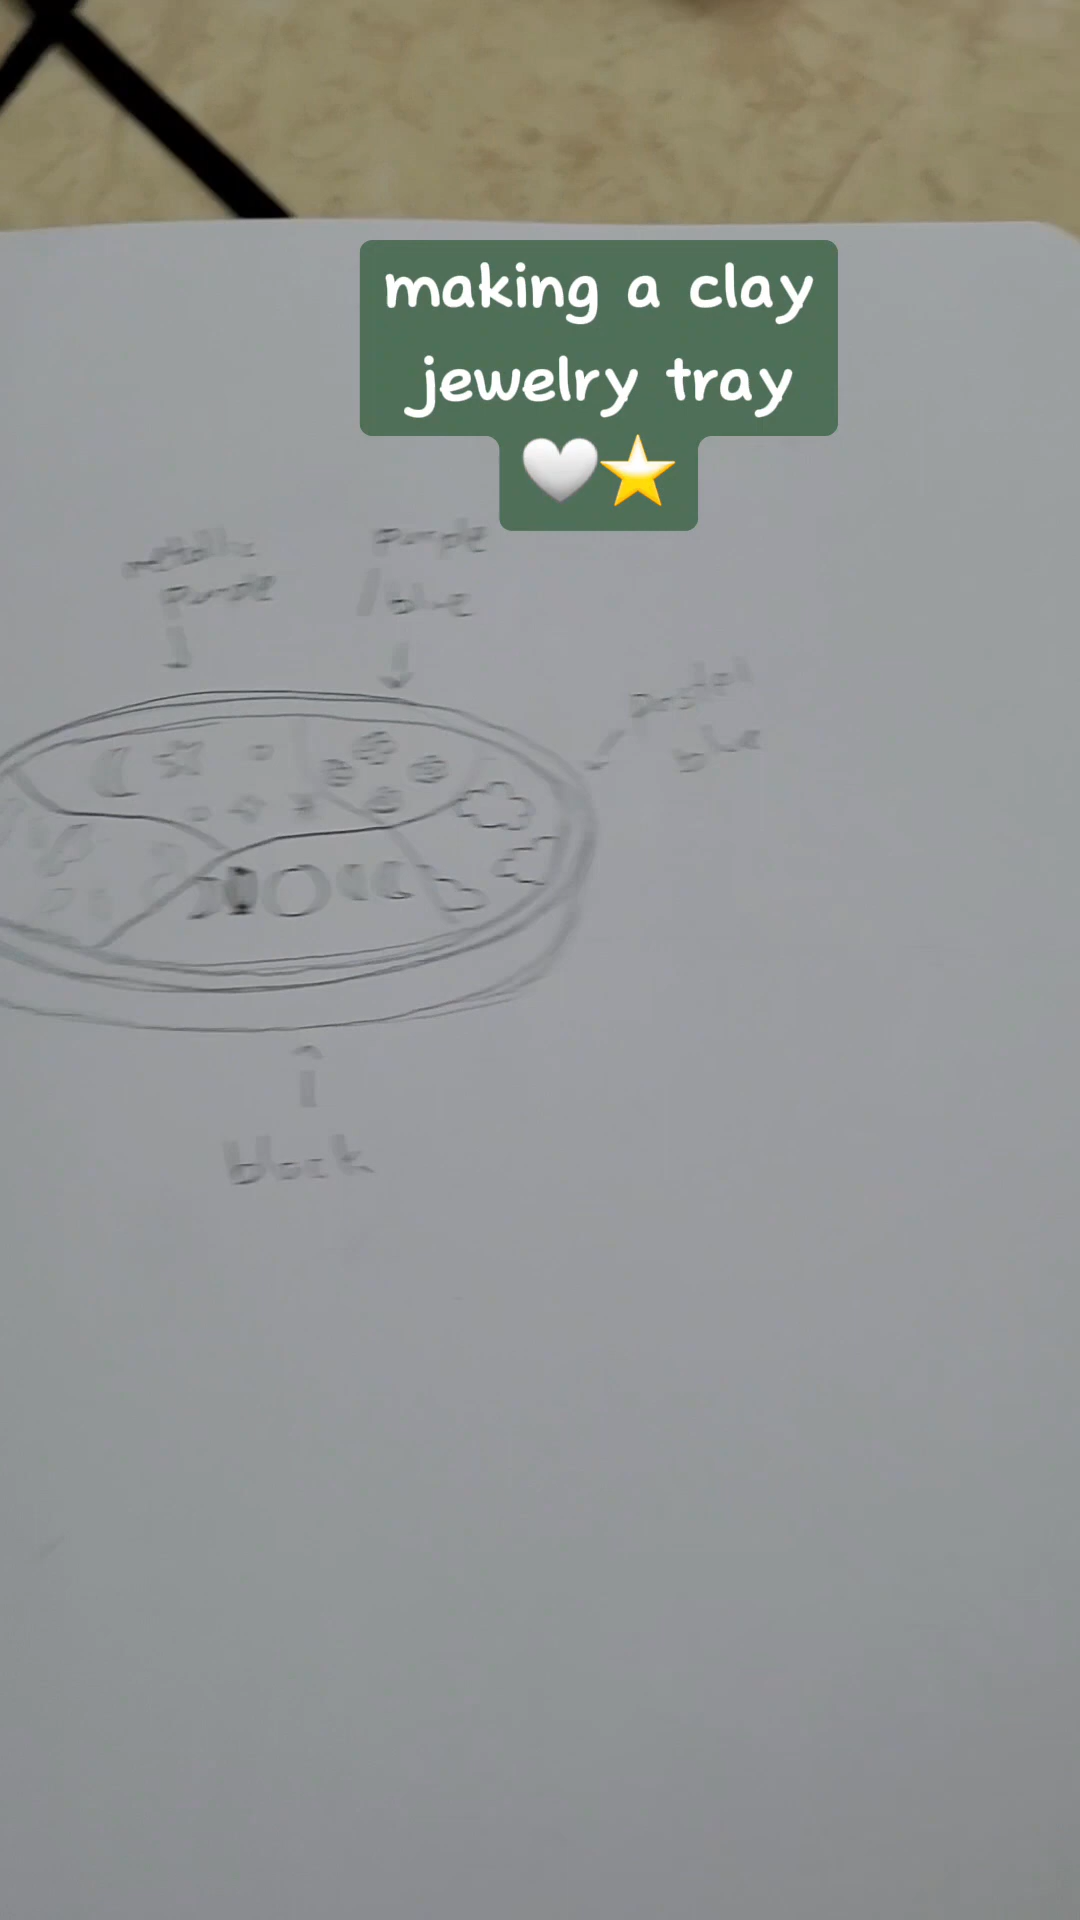 making a clay
jewelry tray
🤍⭐
metallic
purple
purple
/blue
pastel
blue
black